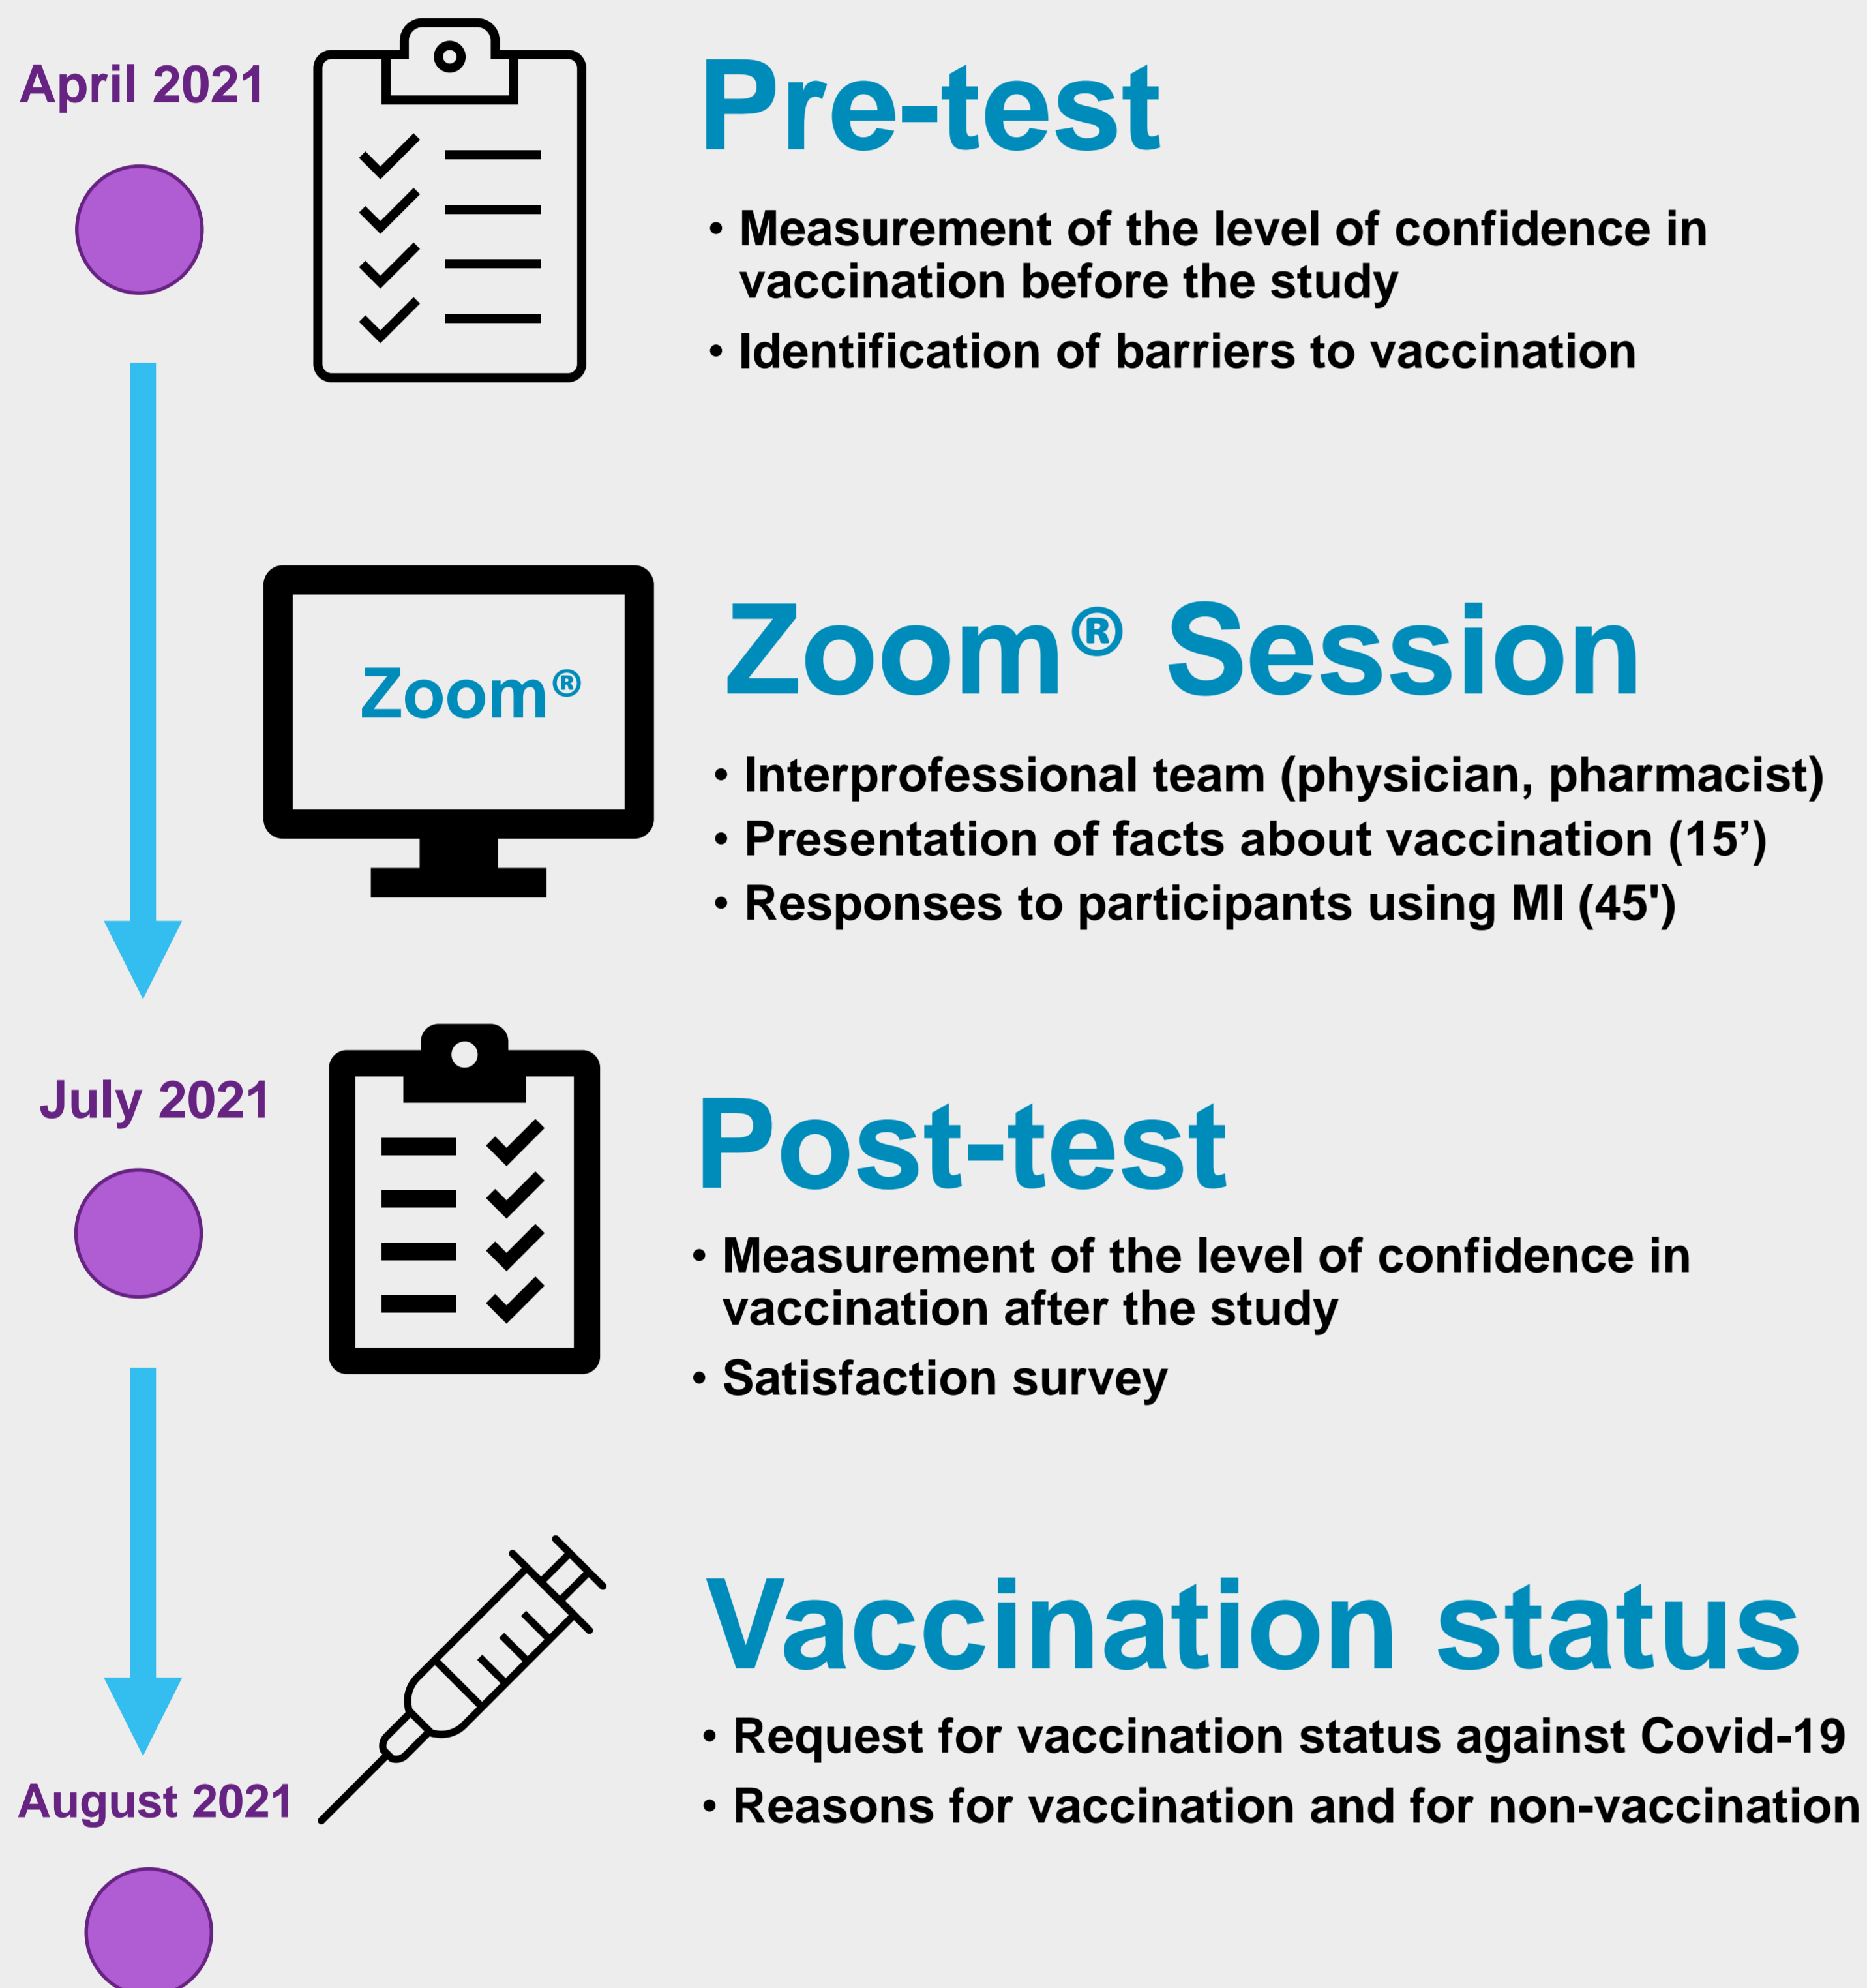 April 2021
Pre-test
• Measurement of the level of confidence in
vaccination before the study
• Identification of barriers to vaccination
Zoom®
Zoom® Session
• Interprofessional team (physician, pharmacist)
• Presentation of facts about vaccination (15’)
• Responses to participants using MI (45')
July 2021
Post-test
• Measurement of the level of confidence in
vaccination after the study
• Satisfaction survey
Vaccination status
• Request for vaccination status against Covid-19
• Reasons for vaccination and for non-vaccination
August 2021